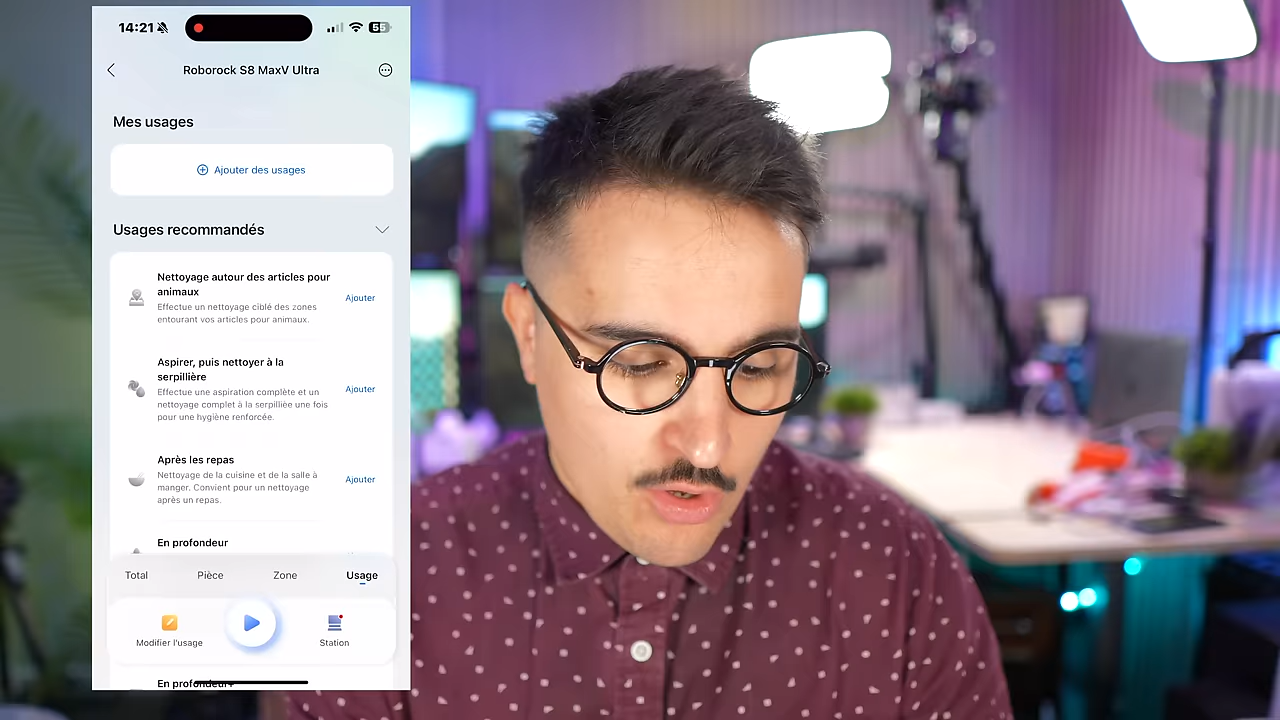 14:21
55
Roborock S8 MaxV Ultra
Mes usages
Ajouter des usages
Usages recommandés
Nettoyage autour des articles pour
animaux
Effectue un nettoyage ciblé des zones
entourant vos articles pour animaux.
Ajouter
Aspirer, puis nettoyer à la
serpillière
Effectue une aspiration complète et un
nettoyage complet à la serpillière une fois
pour une hygiène renforcée.
Ajouter
Après les repas
Nettoyage de la cuisine et de la salle à
manger. Convient pour un nettoyage
après un repas.
Ajouter
En profondeur
Total
Pièce
Zone
Usage
Modifier l'usage
Station
En profondeur+